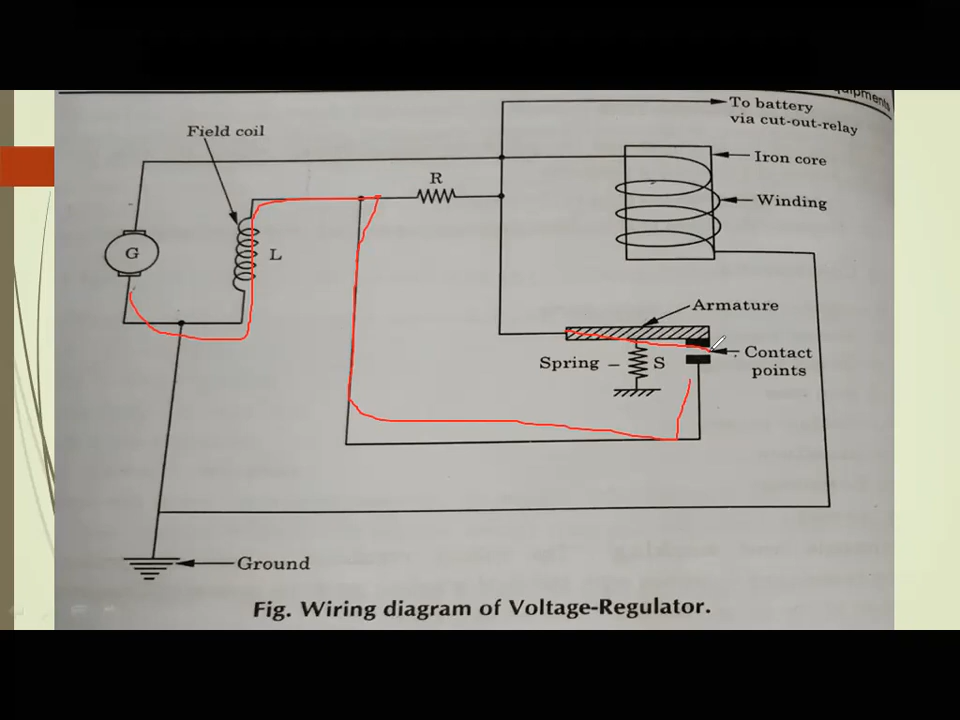 uipments
To battery
via cut-out-relay
Field coil
Iron core
R
Winding
G
L
Armature
Spring
S
Contact
points
Ground
Fig. Wiring diagram of Voltage-Regulator.